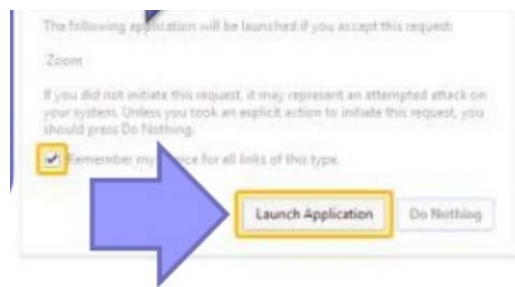 The following application will be launched if you accept this request:
Zoom
If you did not initiate this request, it may represent an attempted attack on
your system. Unless you took an explicit action to initiate this request, you
should press Do Nothing.
Remember my choice for all links of this type.
Launch Application
Do Nothing